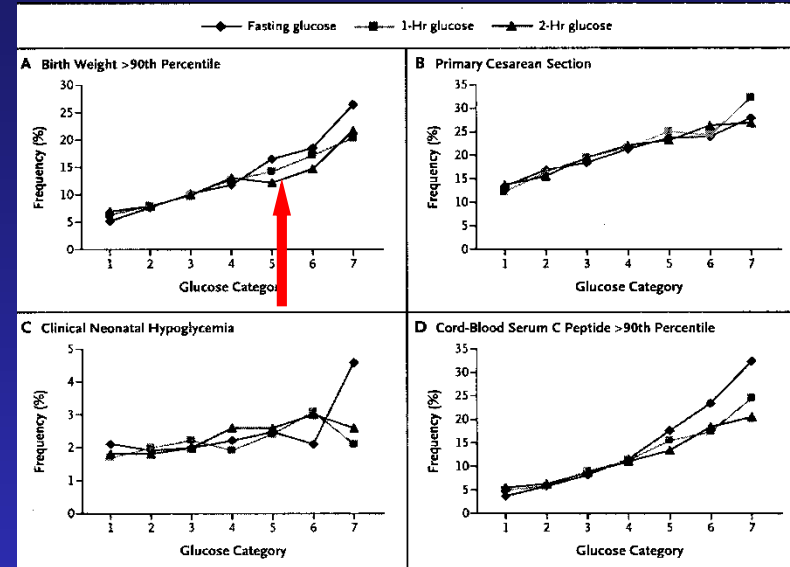 Fasting glucose 1-Hr glucose 2-Hr glucose
A Birth Weight >90th Percentile
30
25
20
15
10
5
0
Frequency (%)
1 2 3 4 5 6 7
Glucose Category
B Primary Cesarean Section
35
30
25
20
15
10
5
0
Frequency (%)
1 2 3 4 5 6 7
Glucose Category
C Clinical Neonatal Hypoglycemia
5
4
3
2
1
0
Frequency (%)
1 2 3 4 5 6 7
Glucose Category
D Cord-Blood Serum C Peptide >90th Percentile
35
30
25
20
15
10
5
0
Frequency (%)
1 2 3 4 5 6 7
Glucose Category